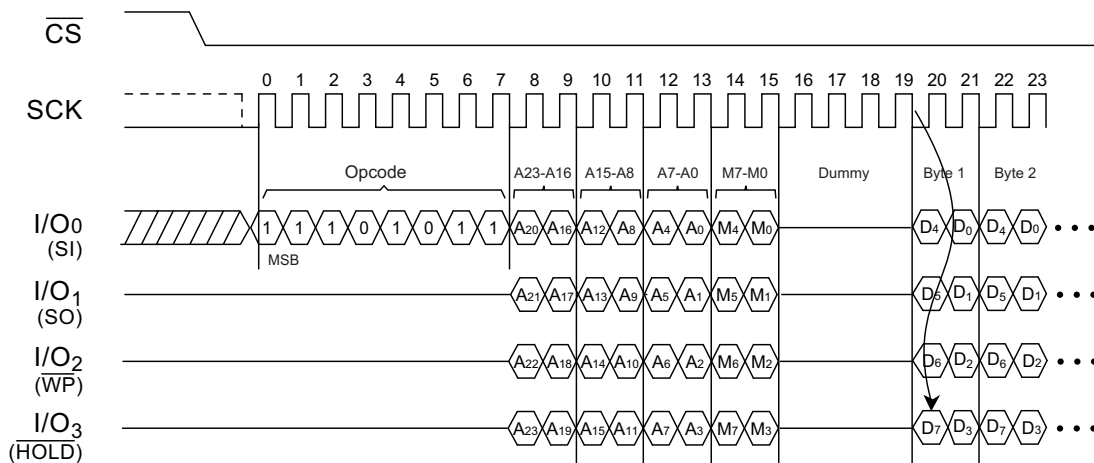 CS
0 1 2 3 4 5 6 7 8 9 10 11 12 13 14 15 16 17 18 19 20 21 22 23
SCK
Opcode A23-A16 A15-A8 A7-A0 M7-M0 Dummy Byte 1 Byte 2
I/O0 1 1 1 0 1 0 1 1 A20 A16 A12 A8 A4 A0 M4 M0 D4 D0 D4 D0 • • •
(SI)
MSB
I/O1 A21 A17 A13 A9 A5 A1 M5 M1 D5 D1 D5 D1 • • •
(SO)
I/O2 A22 A18 A14 A10 A6 A2 M6 M2 D6 D2 D6 D2 • • •
(WP)
I/O3 A23 A19 A15 A11 A7 A3 M7 M3 D7 D3 D7 D3 • • •
(HOLD)